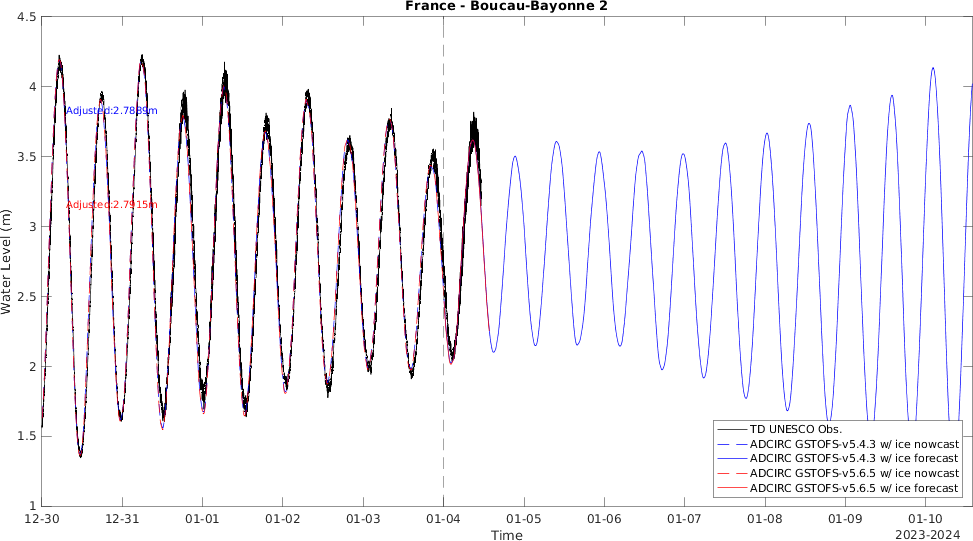 France - Boucau-Bayonne 2
4.5
4
3.5
3
2.5
2
1.5
1
Water Level (m)
Adjusted:2.7889m
Adjusted:2.7915m
TD UNESCO Obs.
ADCIRC GSTOFS-v5.4.3 w/ ice nowcast
ADCIRC GSTOFS-v5.4.3 w/ ice forecast
ADCIRC GSTOFS-v5.6.5 w/ ice nowcast
ADCIRC GSTOFS-v5.6.5 w/ ice forecast
12-30 12-31 01-01 01-02 01-03 01-04 01-05 01-06 01-07 01-08 01-09 01-10
Time
2023-2024